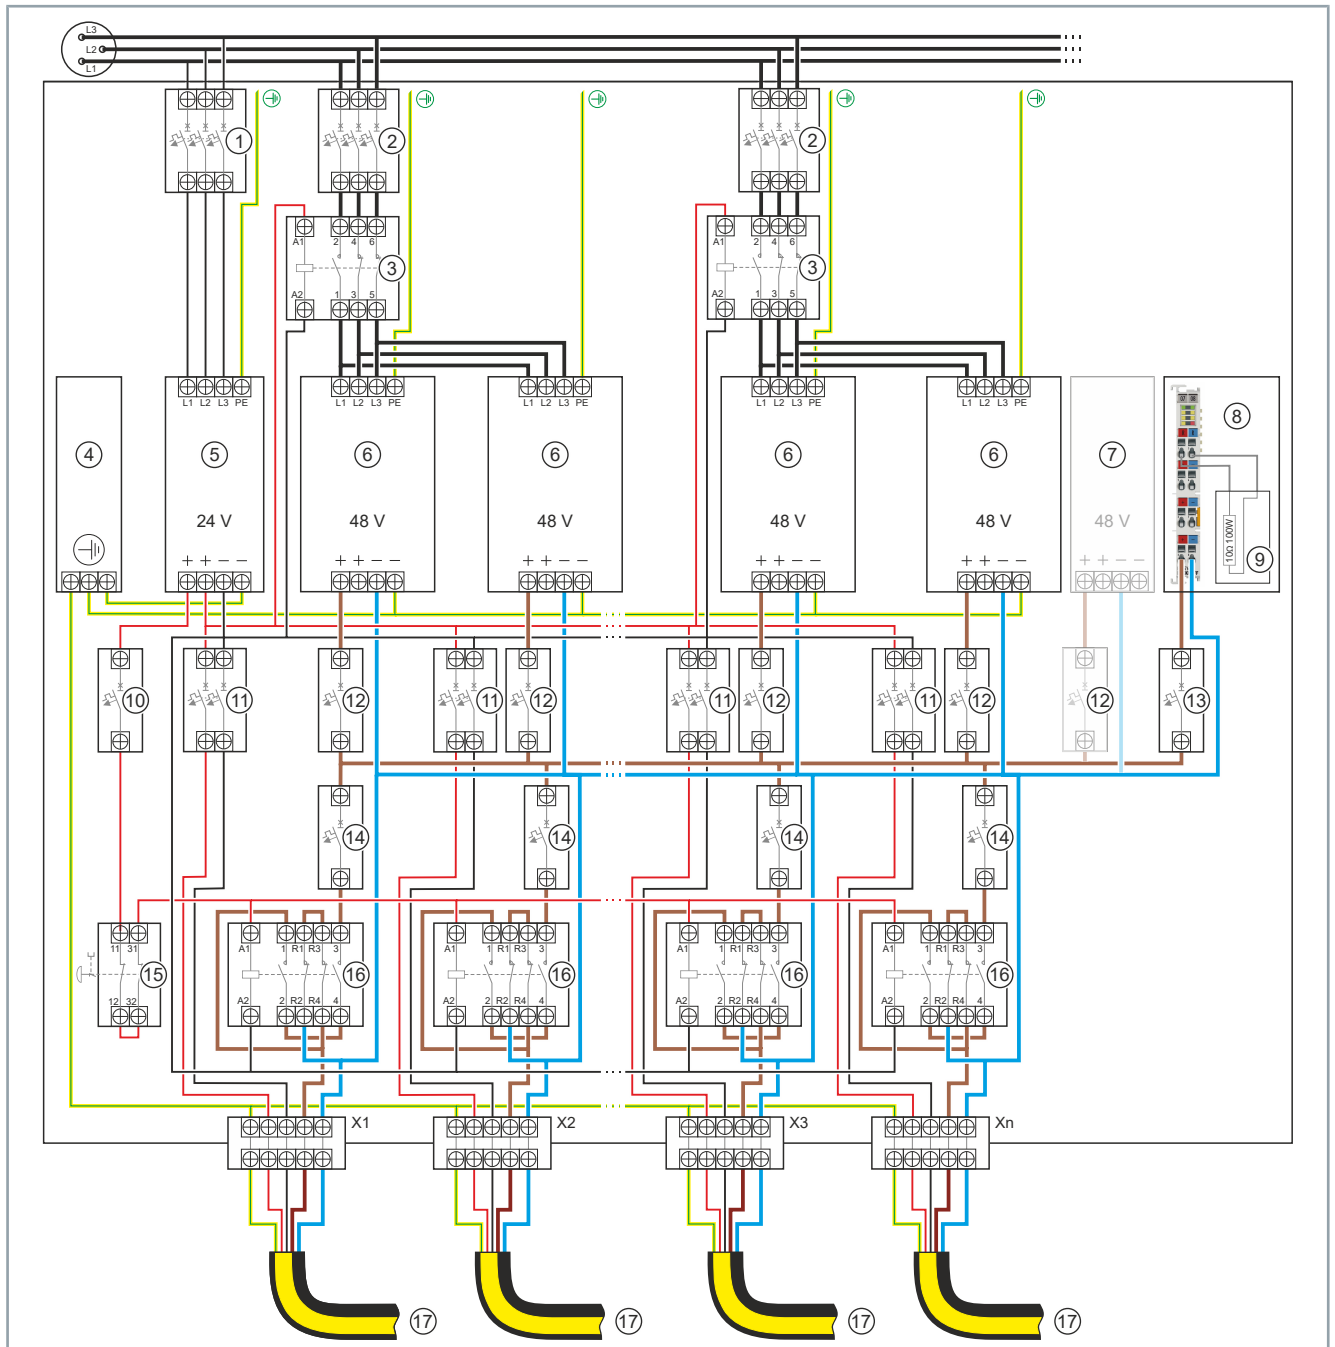 L3
L2
L1
1 2 2
A1 2 4 6 A1 2 4 6
3 3
A2 1 3 5 A2 1 3 5
L1 L2 L3 PE L1 L2 L3 PE L1 L2 L3 PE L1 L2 L3 PE L1 L2 L3 PE
4 5 6 6 6 6 7 8
24 V 48 V 48 V 48 V 48 V 48 V
10Ω 100W
9
+ + − − + + − − + + − − + + − − + + − − + + − −
10 11 12 11 12 11 12 11 12 12 13
14 14 14 14
11 31 A1 1 R1 R3 3 A1 1 R1 R3 3 A1 1 R1 R3 3 A1 1 R1 R3 3
15 16 16 16 16
12 32 A2 2 R2 R4 4 A2 2 R2 R4 4 A2 2 R2 R4 4 A2 2 R2 R4 4
X1 X2 X3 Xn
17 17 17 17